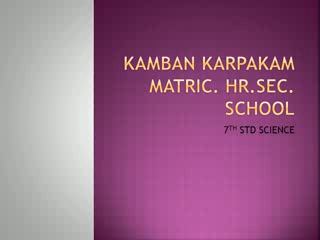 KAMBAN KARPAKAM
MATRIC. HR.SEC.
SCHOOL
7TH STD SCIENCE